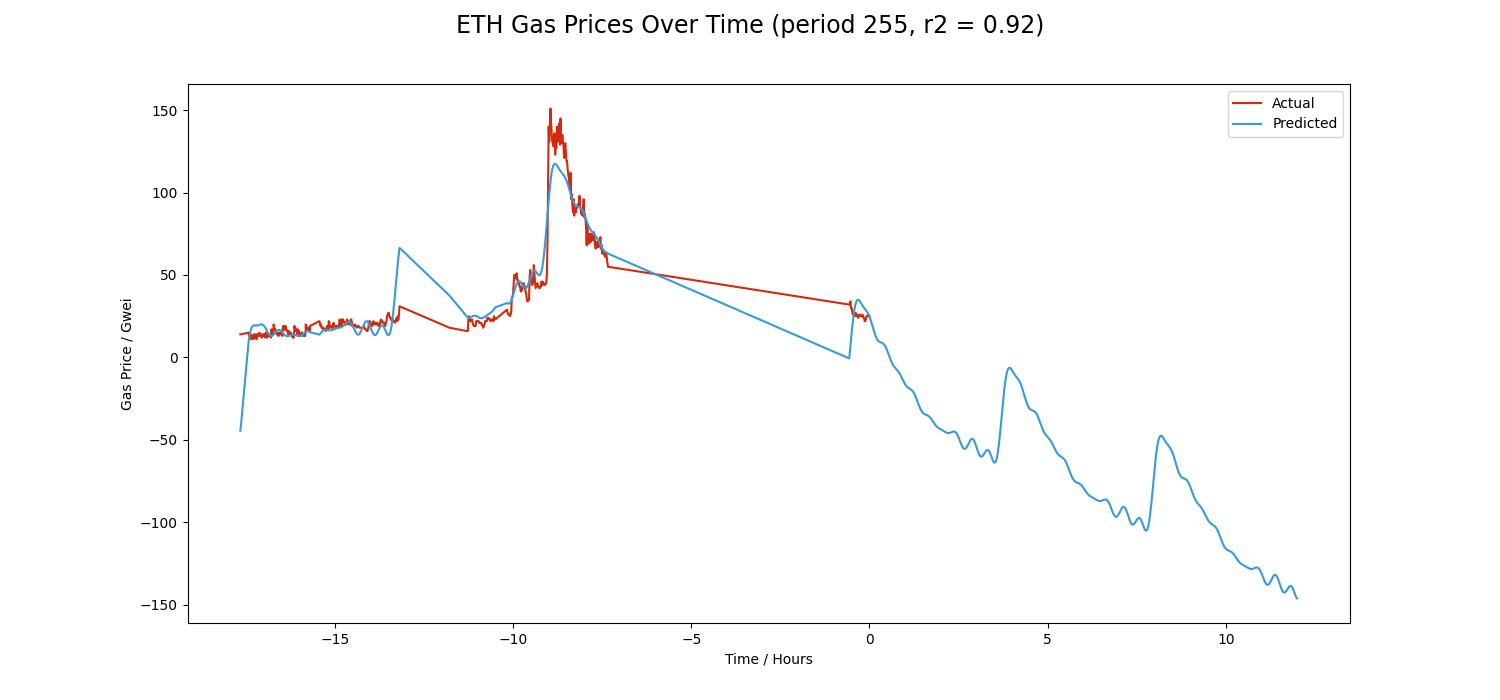 ETH Gas Prices Over Time (period 255, r2 = 0.92)
Actual
Predicted
150
100
50
0
−50
−100
−150
Gas Price / Gwei
−15
−10
−5
0
5
10
Time / Hours